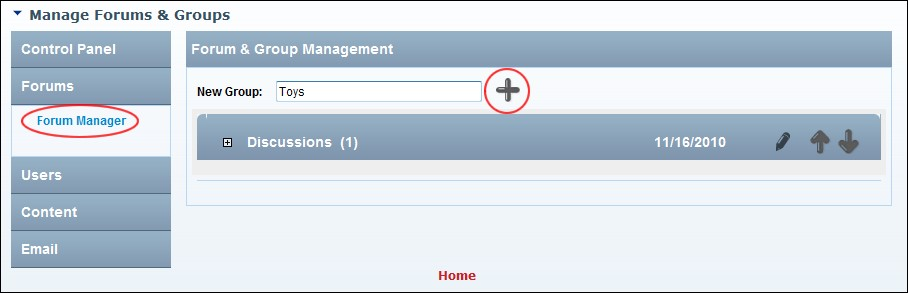 Manage Forums & Groups
Control Panel
Forums
Forum Manager
Users
Content
Email
Forum & Group Management
New Group: Toys
Discussions (1) 11/16/2010
Home